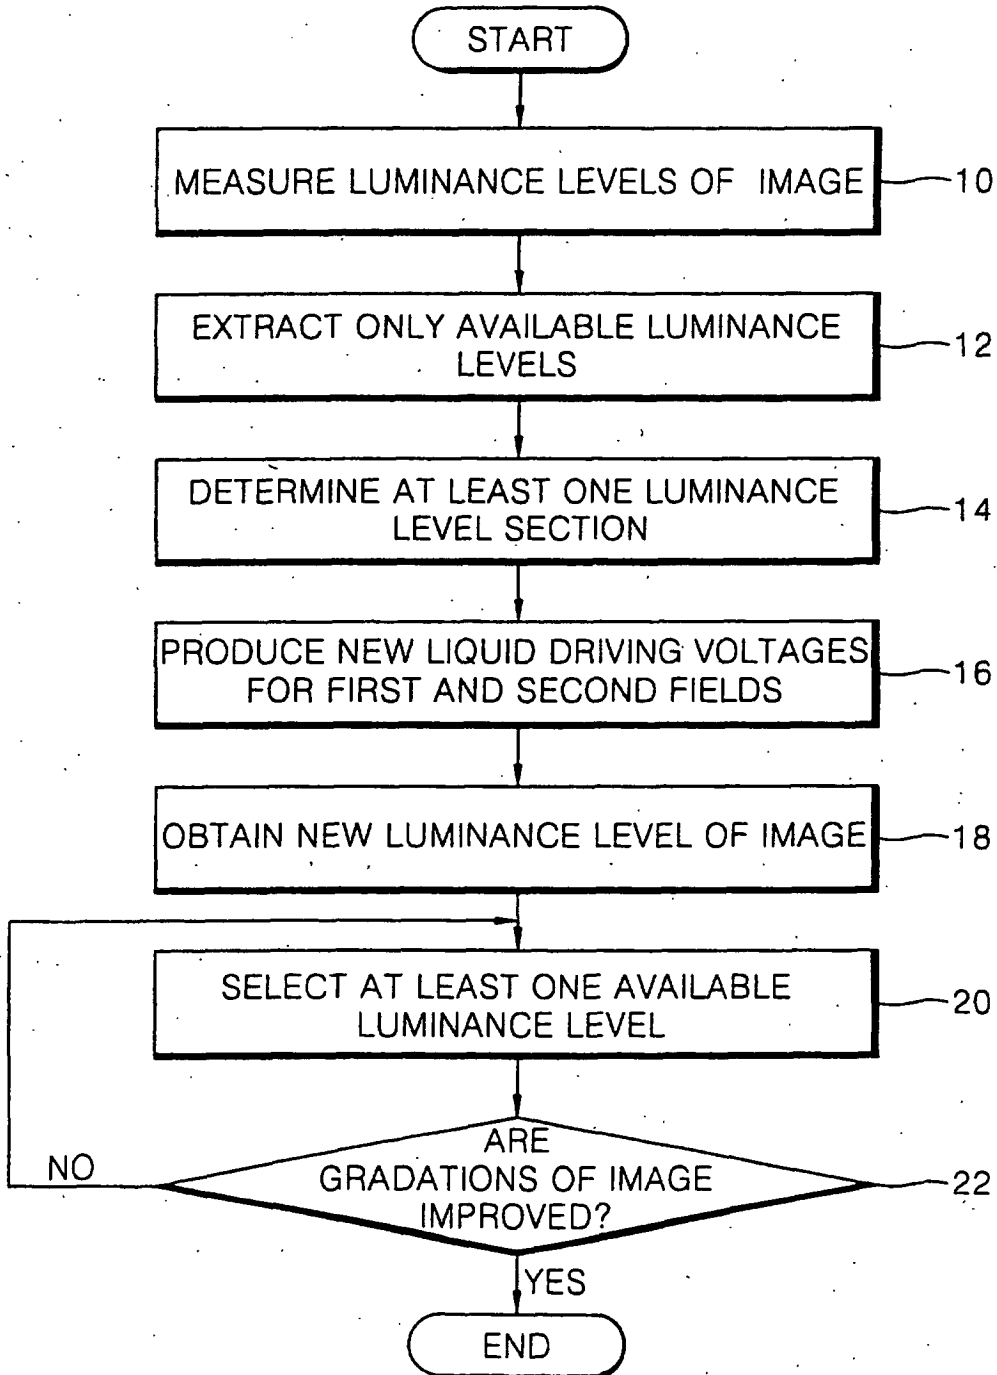 START
MEASURE LUMINANCE LEVELS OF IMAGE
10
EXTRACT ONLY AVAILABLE LUMINANCE
LEVELS
12
DETERMINE AT LEAST ONE LUMINANCE
LEVEL SECTION
14
PRODUCE NEW LIQUID DRIVING VOLTAGES
FOR FIRST AND SECOND FIELDS
16
OBTAIN NEW LUMINANCE LEVEL OF IMAGE
18
SELECT AT LEAST ONE AVAILABLE
LUMINANCE LEVEL
20
ARE
GRADATIONS OF IMAGE
IMPROVED?
22
NO
YES
END